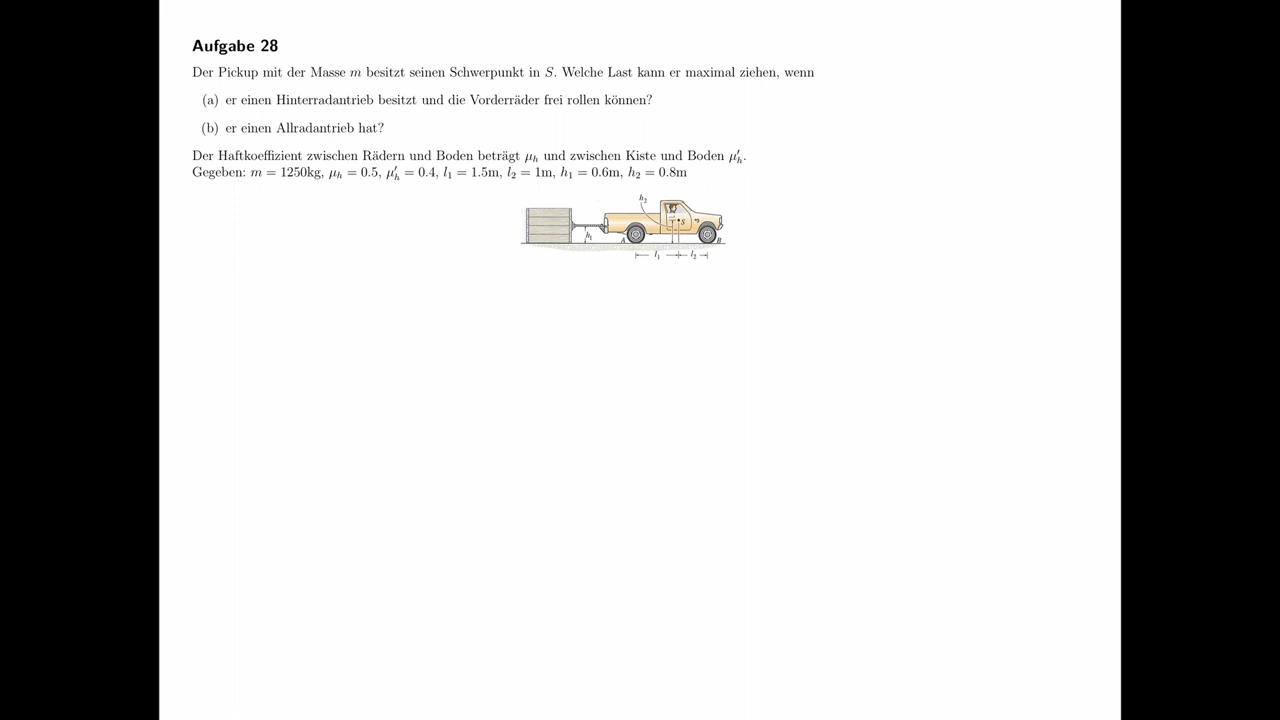 Aufgabe 28
Der Pickup mit der Masse m besitzt seinen Schwerpunkt in S. Welche Last kann er maximal ziehen, wenn
(a) er einen Hinterradantrieb besitzt und die Vorderräder frei rollen können?
(b) er einen Allradantrieb hat?
Der Haftkoeffizient zwischen Rädern und Boden beträgt μₕ und zwischen Kiste und Boden μ′ₕ.
Gegeben: m = 1250kg, μₕ = 0.5, μ′ₕ = 0.4, l₁ = 1.5m, l₂ = 1m, h₁ = 0.6m, h₂ = 0.8m
h₂
S
h₁
A
B
l₁ l₂